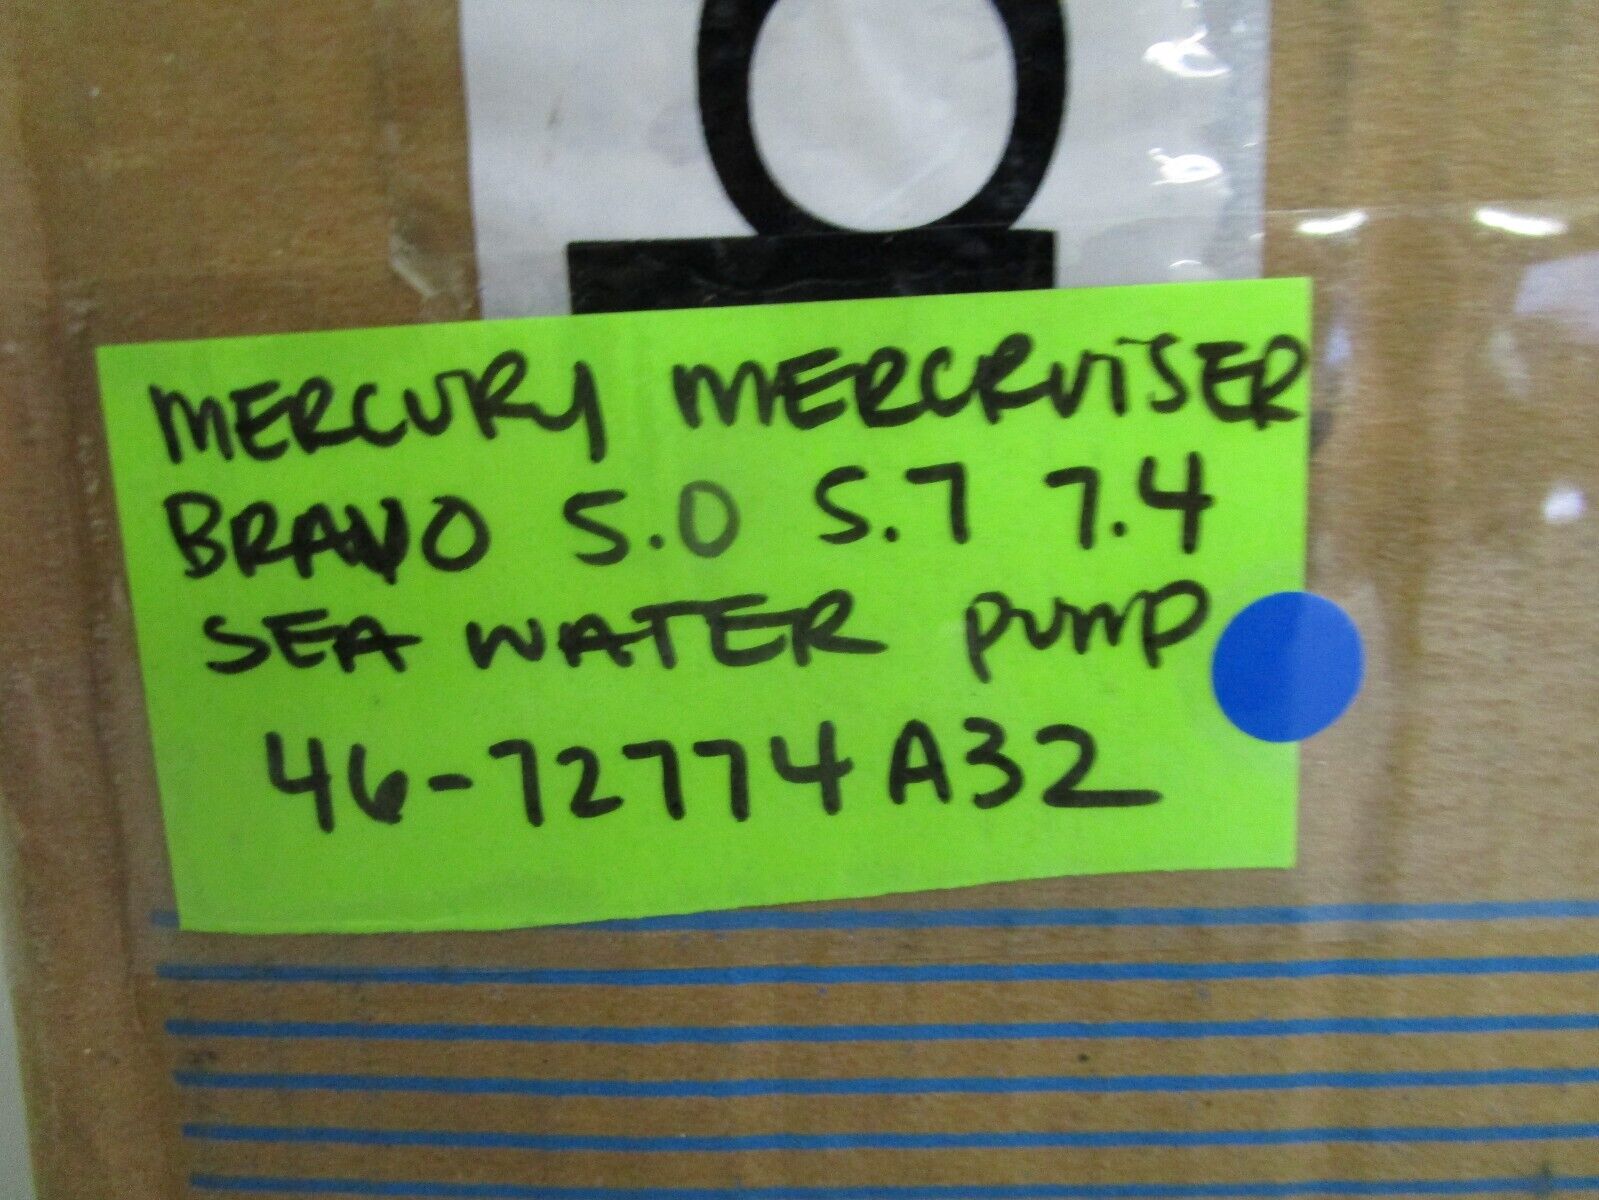 MERCURY MERCRUISER
BRAVO 5.0 5.7 7.4
SEA WATER PUMP
46-72774A32